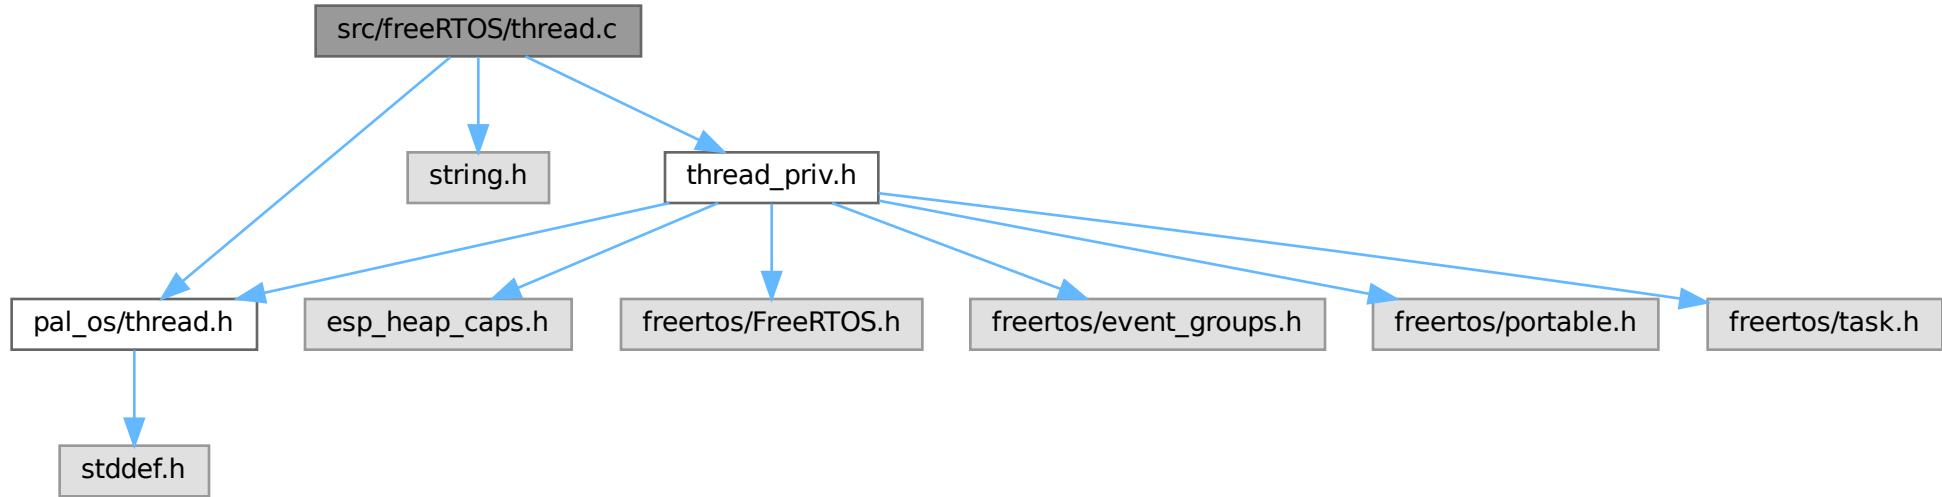 src/freeRTOS/thread.c
string.h
thread_priv.h
pal_os/thread.h
esp_heap_caps.h
freertos/FreeRTOS.h
freertos/event_groups.h
freertos/portable.h
freertos/task.h
stddef.h